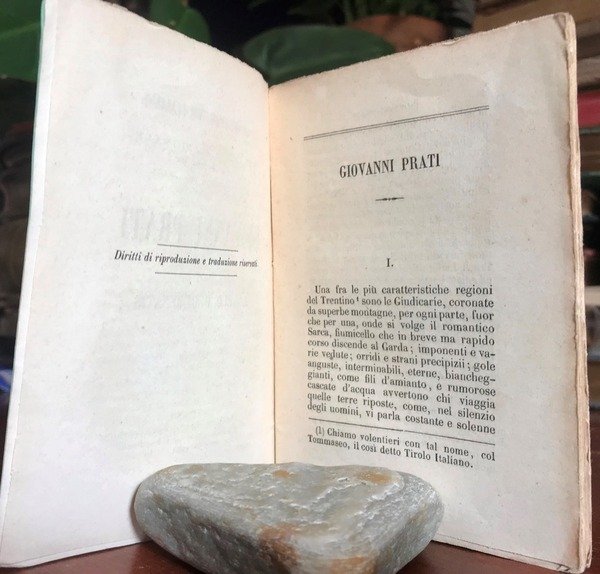 Diritti di riproduzione e traduzione riservati.
GIOVANNI PRATI
I.
Una fra le più caratteristiche regioni
del Trentino¹ sono le Giudicarie, coronate
da superbe montagne, per ogni parte, fuor
che per una, onde si volge il romantico
Sarca, fiumicello che in breve ma rapido
corso discende al Garda; imponenti e va-
rie vedute; orridi e strani precipizii; gole
anguste, interminabili, eterne, biancheg-
gianti, come fili d'amianto, e rumorose
cascate d'acqua avvertono chi viaggia
quelle terre riposte, come, nel silenzio
degli uomini, vi parla costante e solenne
(1) Chiamo volentieri con tal nome, col
Tommaseo, il così detto Tirolo Italiano.